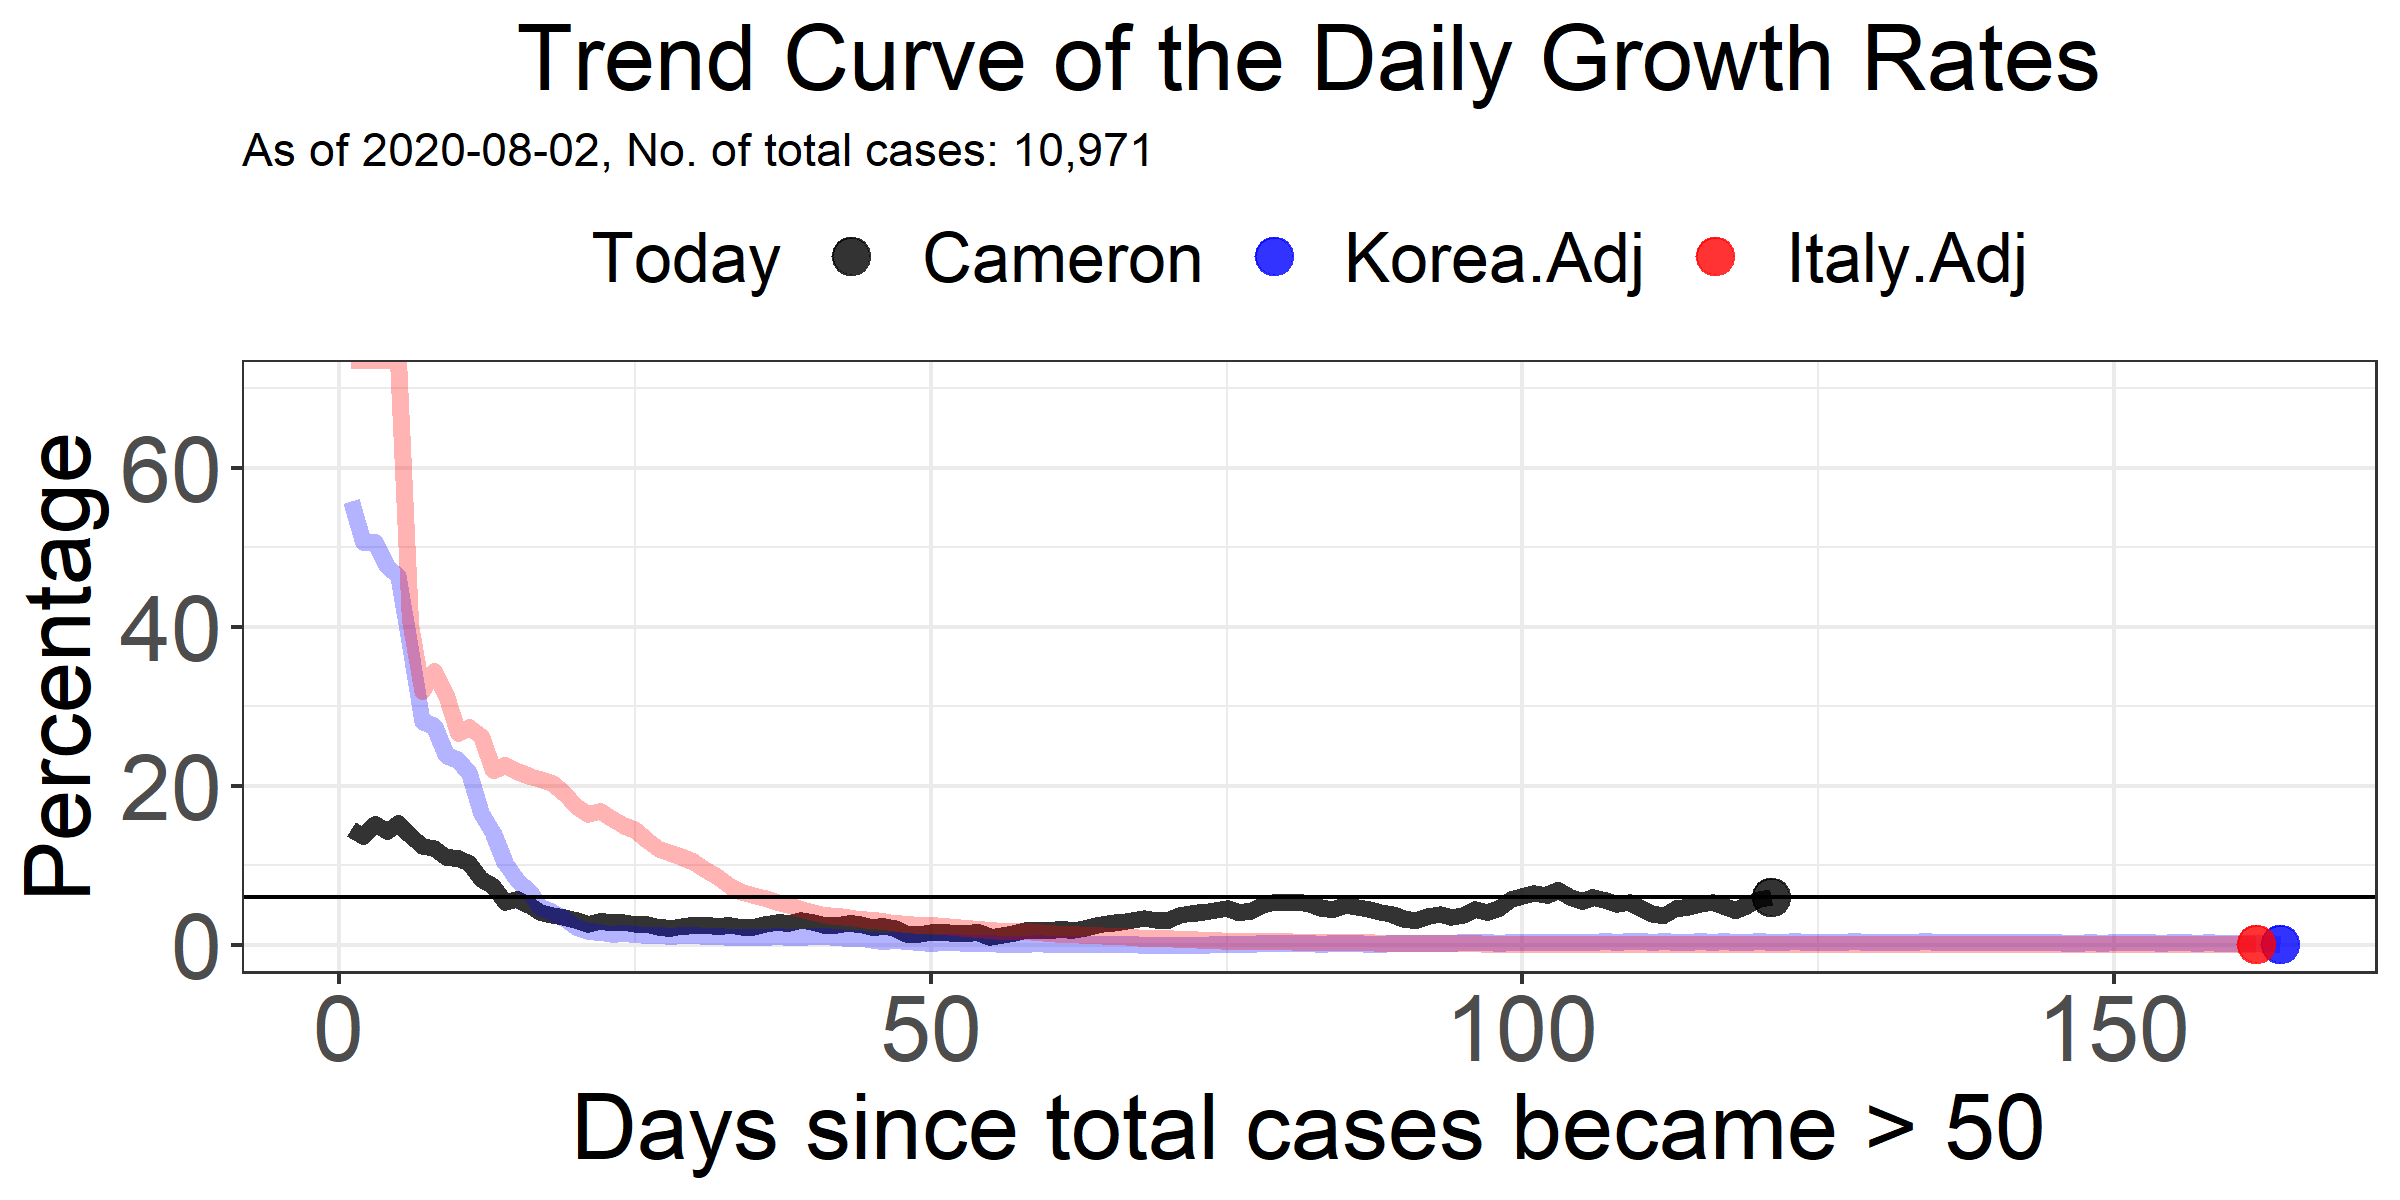 Trend Curve of the Daily Growth Rates
As of 2020-08-02, No. of total cases: 10,971
Today Cameron Korea.Adj Italy.Adj
Percentage
60
40
20
0
0 50 100 150
Days since total cases became > 50